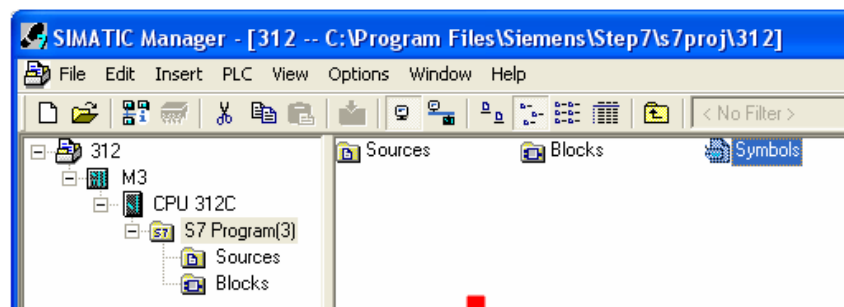 SIMATIC Manager - [312 -- C:\Program Files\Siemens\Step7\s7proj\312]
File Edit Insert PLC View Options Window Help
< No Filter >
312
M3
CPU 312C
S7 Program(3)
Sources
Blocks
Sources Blocks Symbols